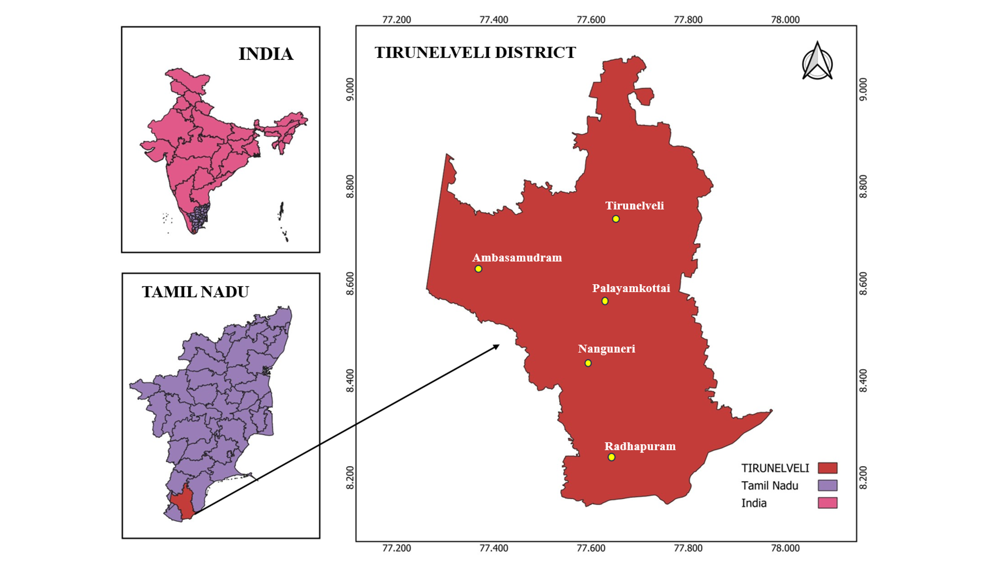 INDIA
TAMIL NADU
77.200 77.400 77.600 77.800 78.000
TIRUNELVELI DISTRICT
9.000 9.000
8.800 8.800
Tirunelveli
Ambasamudram
8.600 8.600
Palayamkottai
Nanguneri
8.400 8.400
Radhapuram
8.200 8.200
TIRUNELVELI
Tamil Nadu
India
77.200 77.400 77.600 77.800 78.000